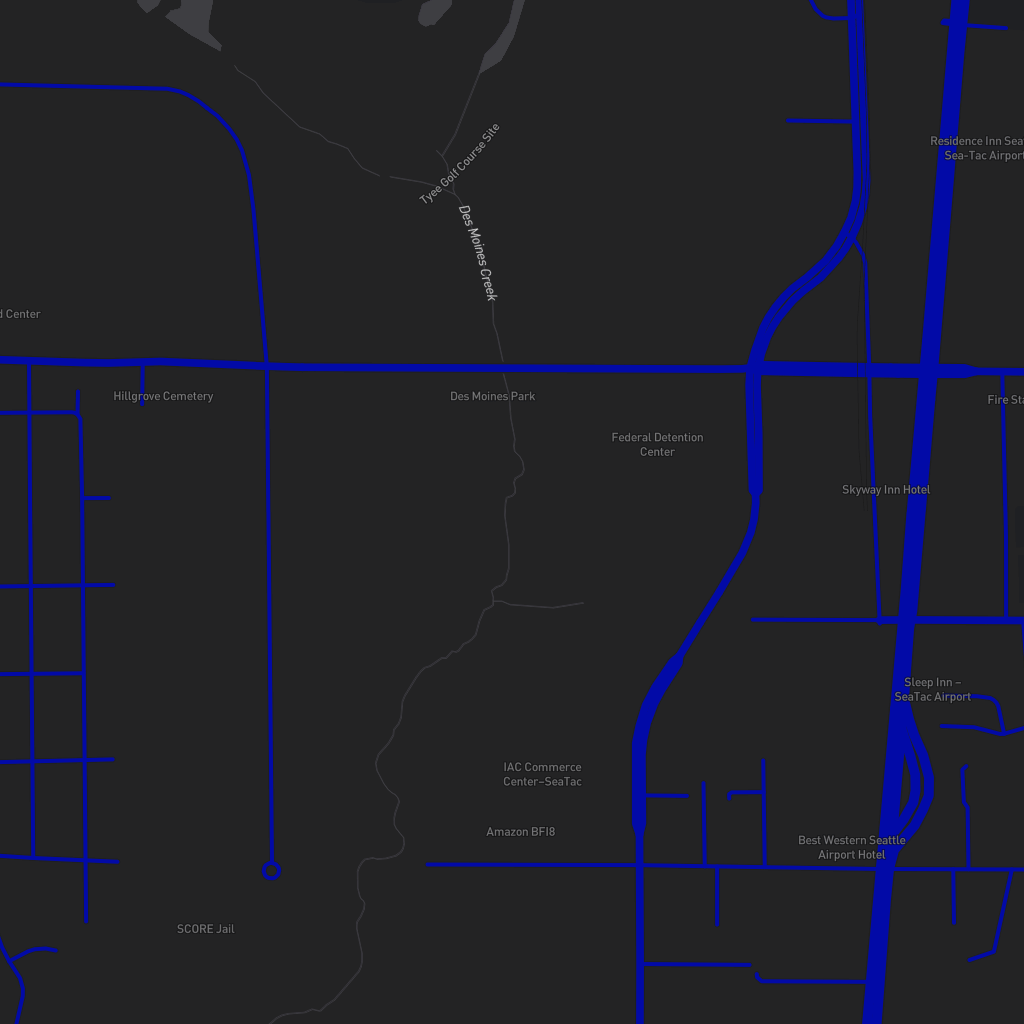 Residence Inn Sea
Sea-Tac Airport
Tyee Golf Course Site
Des Moines Creek
d Center
Hillgrove Cemetery
Des Moines Park
Fire Sta
Federal Detention
Center
Skyway Inn Hotel
Sleep Inn –
SeaTac Airport
IAC Commerce
Center–SeaTac
Amazon BFI8
Best Western Seattle
Airport Hotel
SCORE Jail